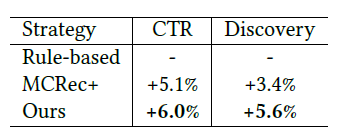 Strategy CTR Discovery
Rule-based - -
MCRec+ +5.1% +3.4%
Ours +6.0% +5.6%